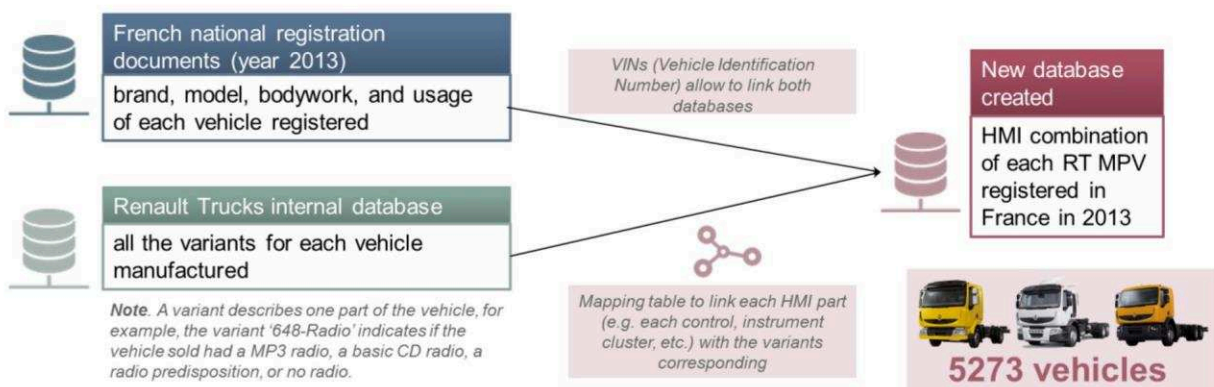 French national registration
documents (year 2013)
brand, model, bodywork, and usage
of each vehicle registered
VINs (Vehicle Identification
Number) allow to link both
databases
New database
created
HMI combination
of each RT MPV
registered in
France in 2013
Renault Trucks internal database
all the variants for each vehicle
manufactured
Note. A variant describes one part of the vehicle, for
example, the variant ‘648-Radio’ indicates if the
vehicle sold had a MP3 radio, a basic CD radio, a
radio predisposition, or no radio.
Mapping table to link each HMI part
(e.g. each control, instrument
cluster, etc.) with the variants
corresponding
5273 vehicles